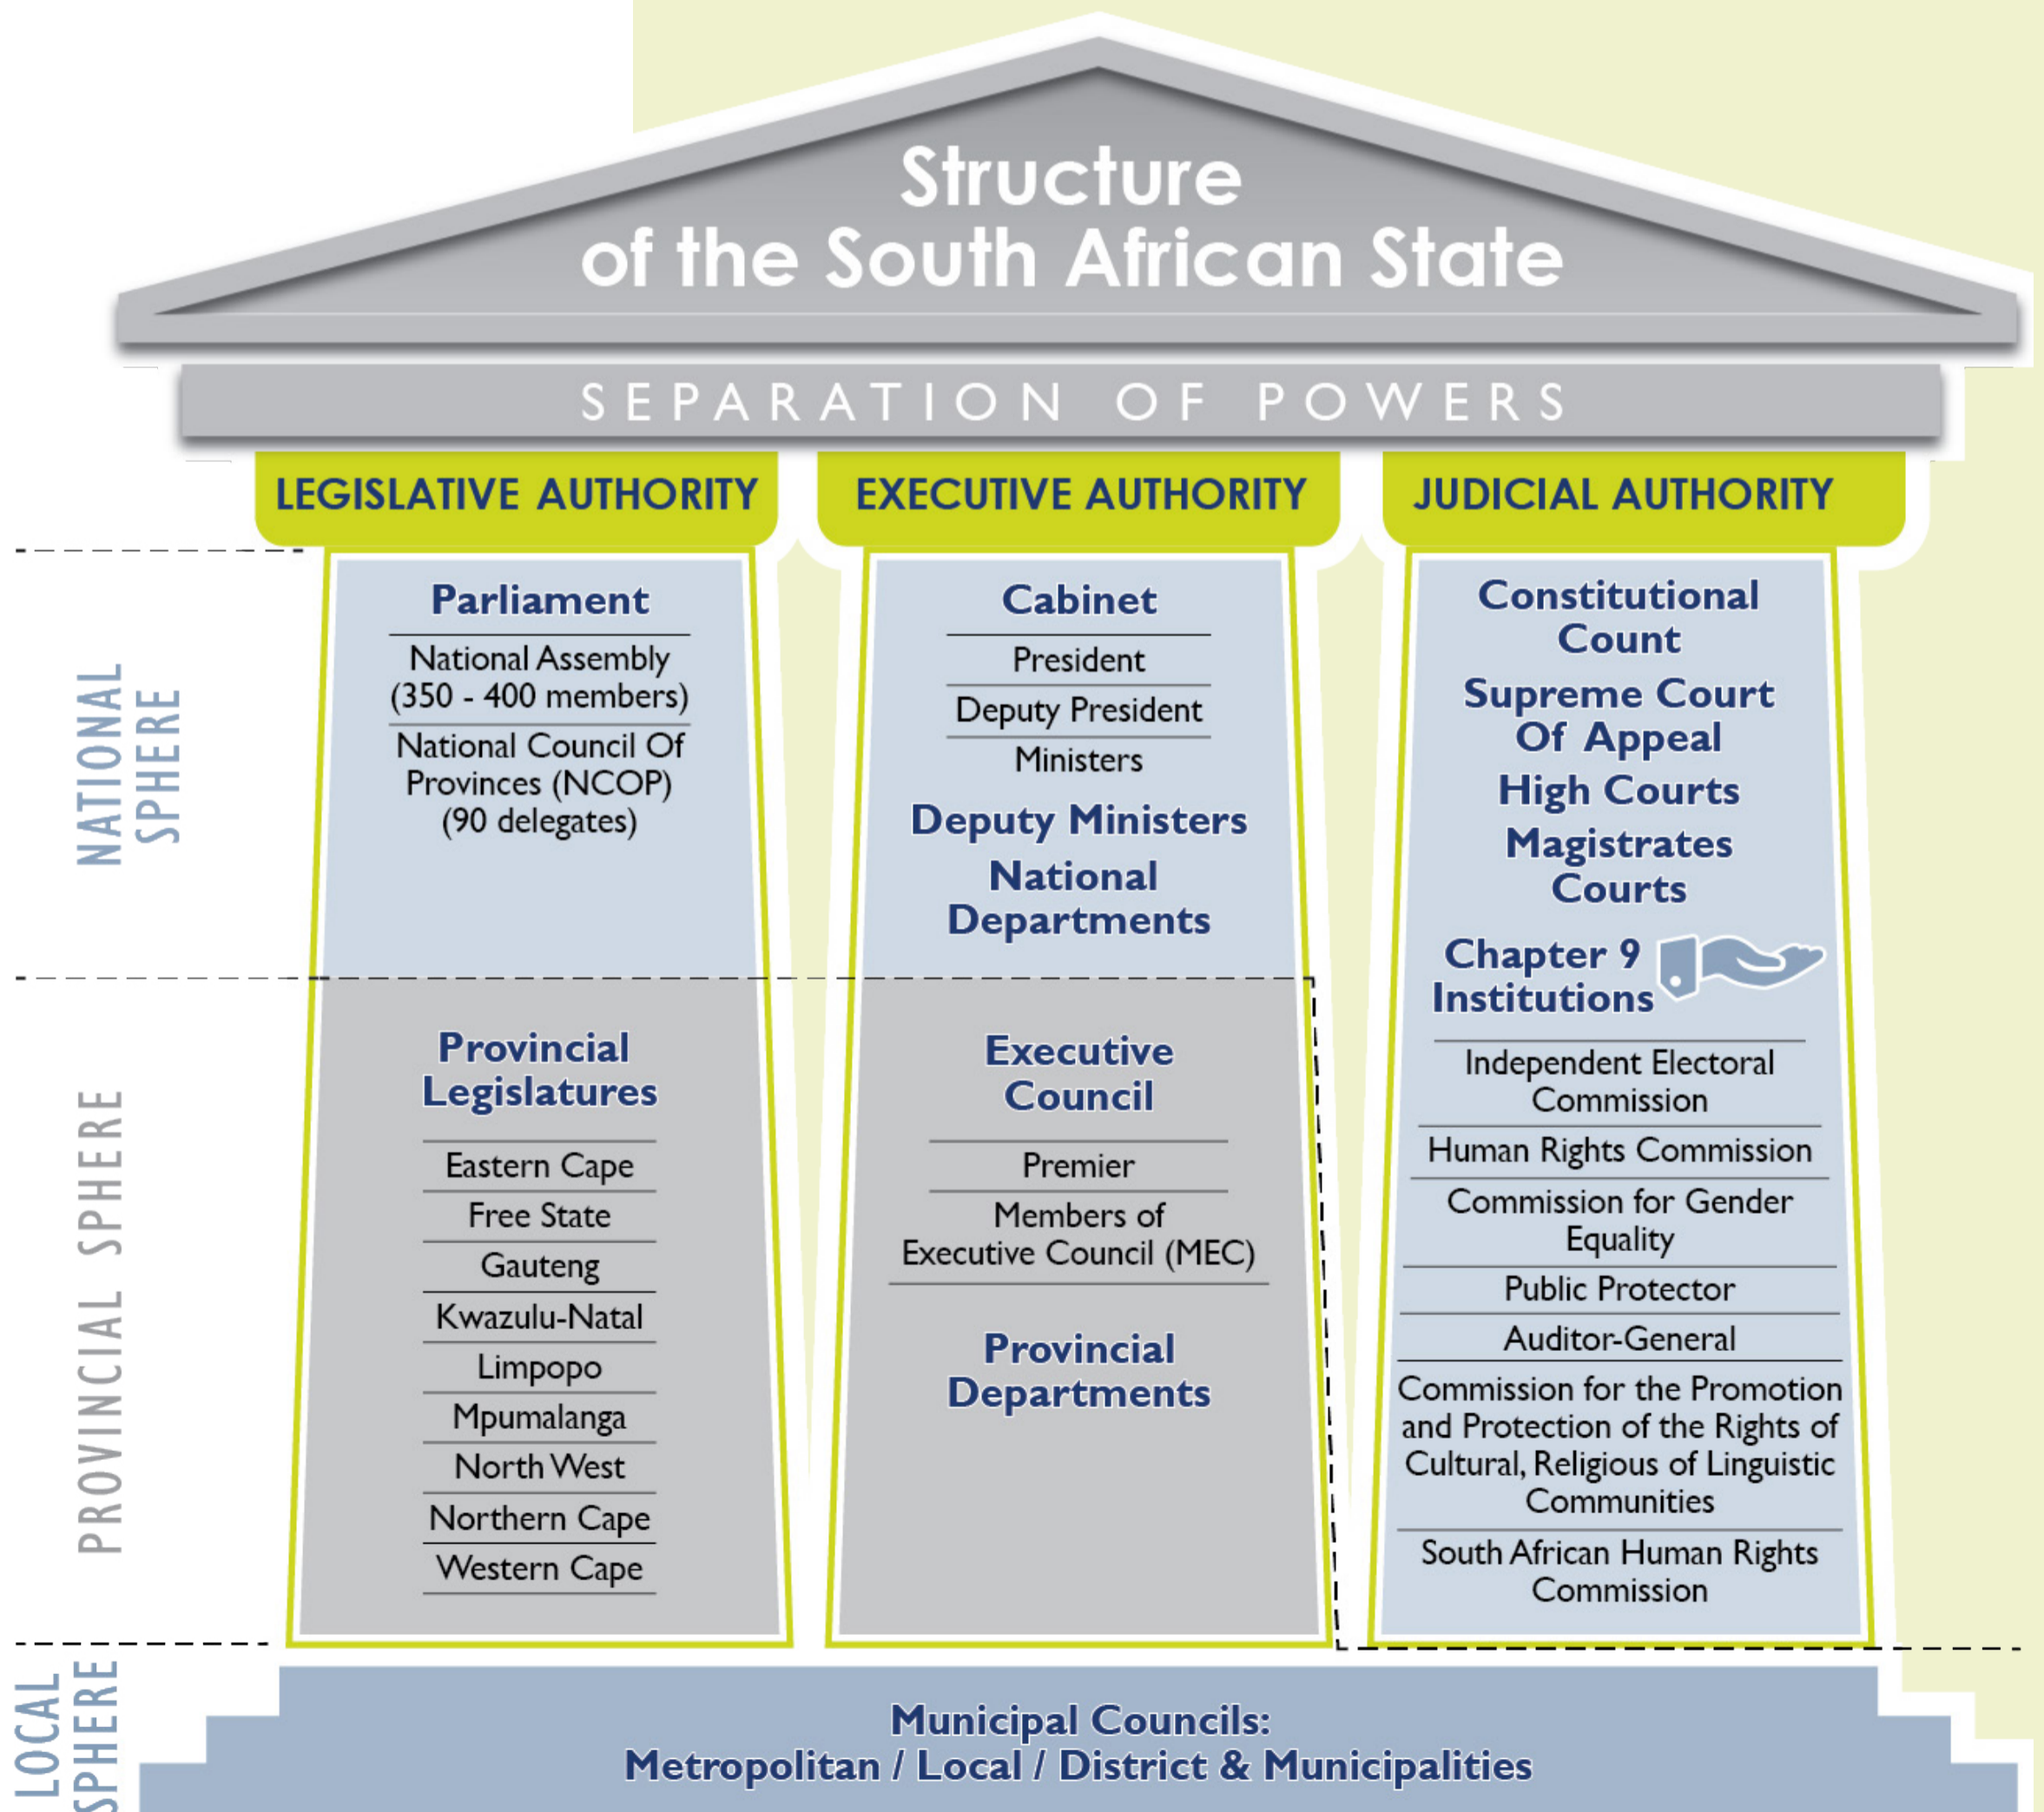 Structure
of the South African State
SEPARATION OF POWERS
LEGISLATIVE AUTHORITY
EXECUTIVE AUTHORITY
JUDICIAL AUTHORITY
NATIONAL
SPHERE
Parliament
National Assembly
(350 - 400 members)
National Council Of
Provinces (NCOP)
(90 delegates)
Cabinet
President
Deputy President
Ministers
Deputy Ministers
National
Departments
Constitutional
Count
Supreme Court
Of Appeal
High Courts
Magistrates
Courts
Chapter 9
Institutions
Independent Electoral
Commission
Human Rights Commission
Commission for Gender
Equality
Public Protector
Auditor-General
Commission for the Promotion
and Protection of the Rights of
Cultural, Religious of Linguistic
Communities
South African Human Rights
Commission
PROVINCIAL SPHERE
Provincial
Legislatures
Eastern Cape
Free State
Gauteng
Kwazulu-Natal
Limpopo
Mpumalanga
North West
Northern Cape
Western Cape
Executive
Council
Premier
Members of
Executive Council (MEC)
Provincial
Departments
LOCAL
SPHERE
Municipal Councils:
Metropolitan / Local / District & Municipalities